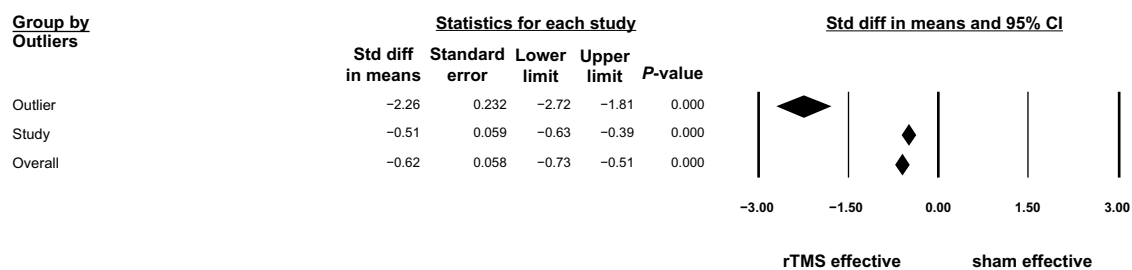 Group by Statistics for each study Std diff in means and 95% CI
Outliers
Std diff Standard Lower Upper
in means error limit limit P-value
Outlier −2.26 0.232 −2.72 −1.81 0.000
Study −0.51 0.059 −0.63 −0.39 0.000
Overall −0.62 0.058 −0.73 −0.51 0.000
−3.00 −1.50 0.00 1.50 3.00
rTMS effective sham effective